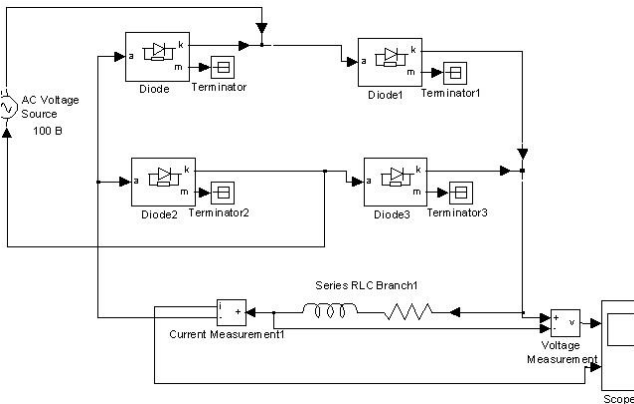 k
k
a
m
a
m
Diode
Terminator
Diode1
Terminator1
AC Voltage
Source
100 B
k
k
a
m
a
m
Diode2
Terminator2
Diode3
Terminator3
Series RLC Branch1
i
+
-
Current Measurement1
+
-
v
Voltage
Measurement
Scope